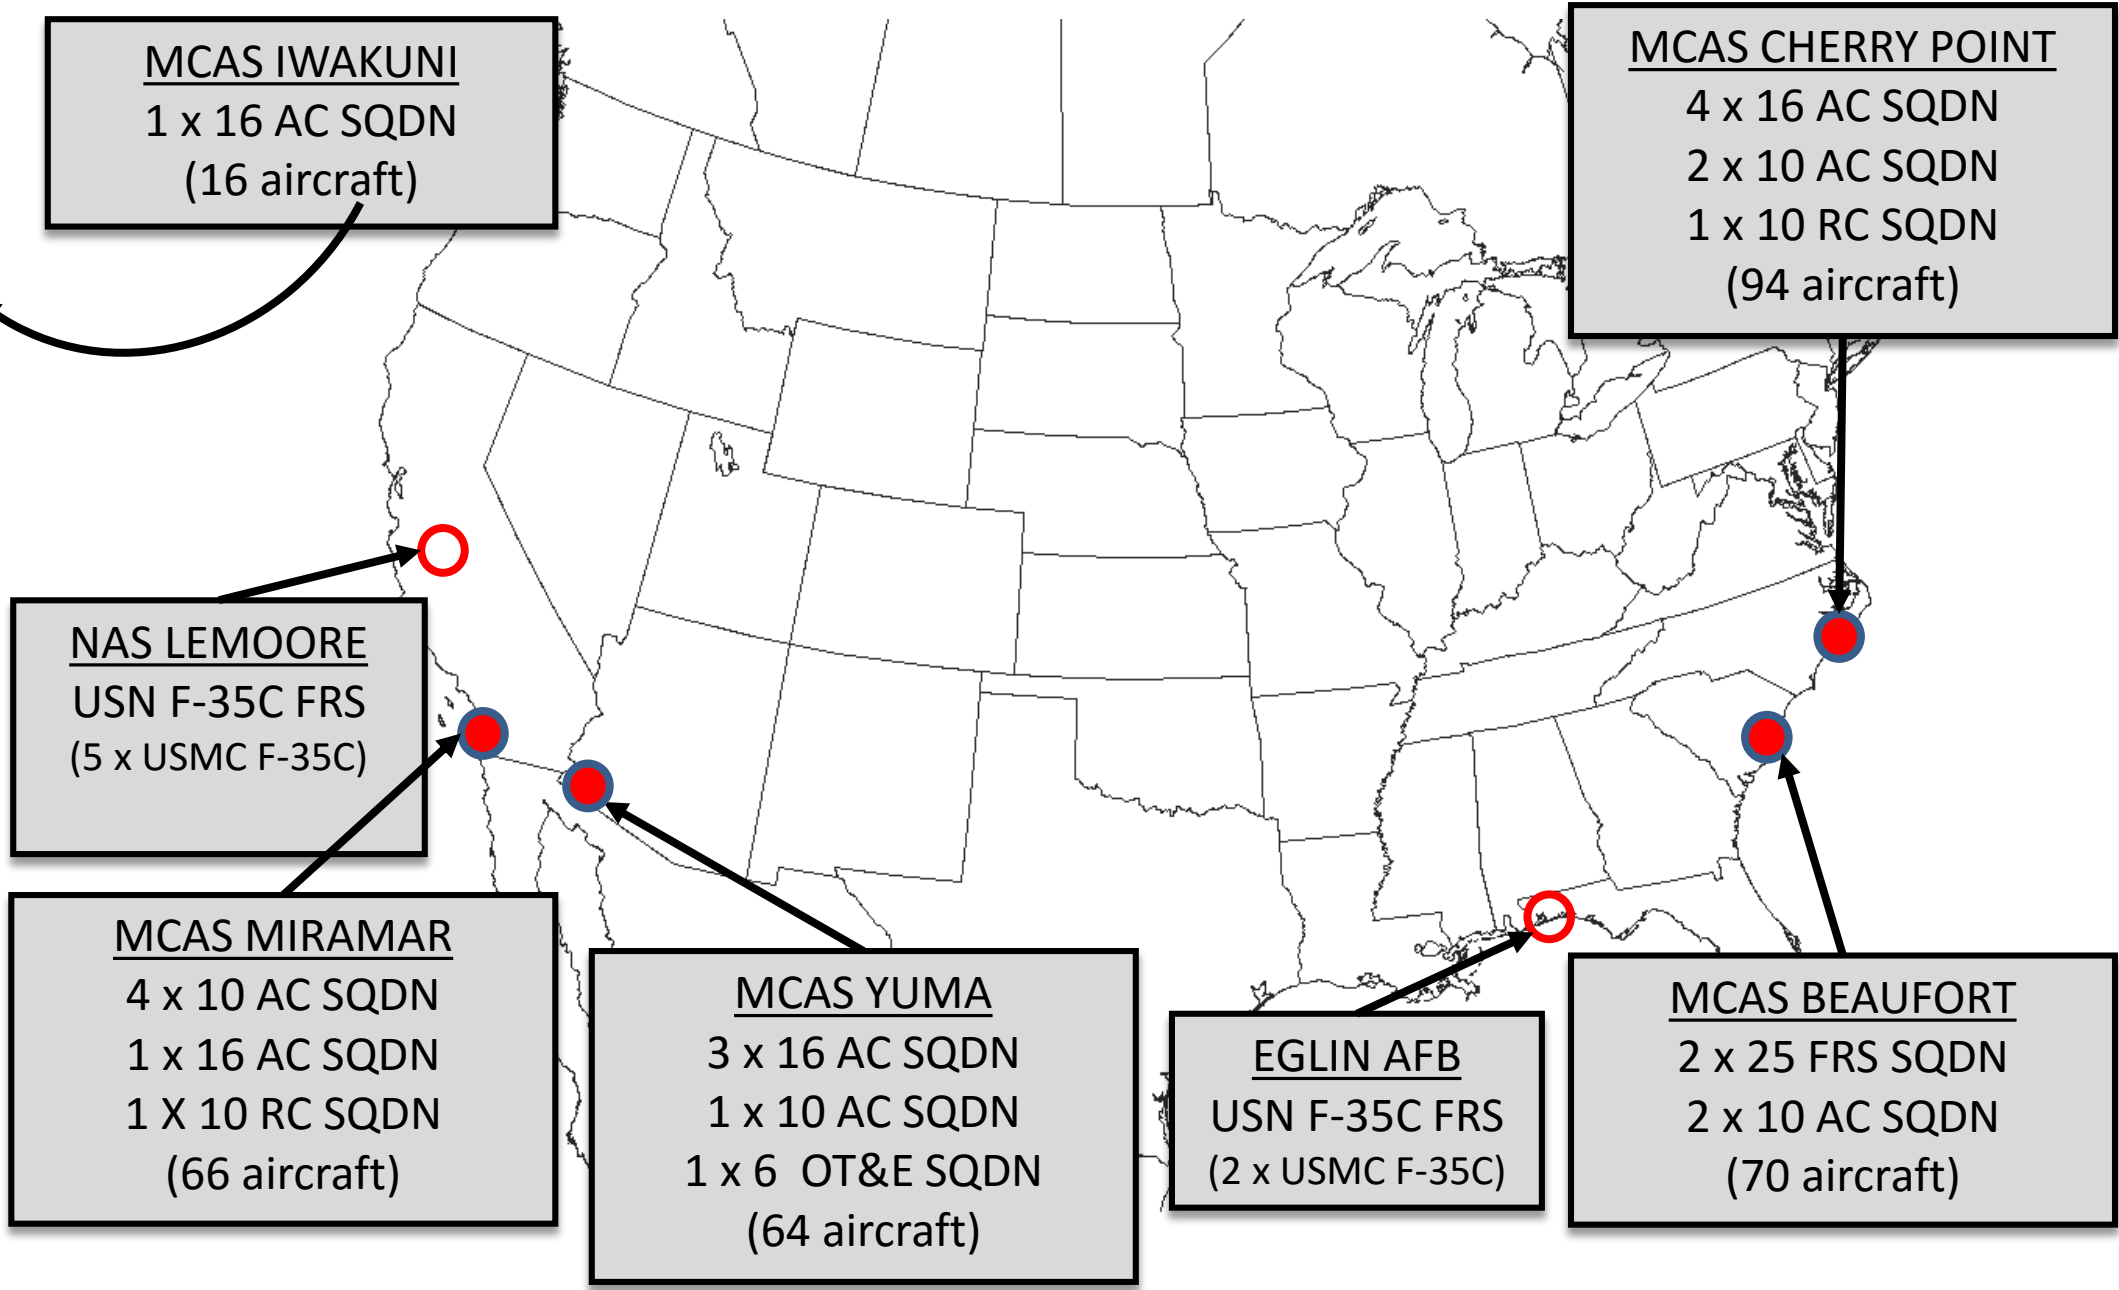 MCAS IWAKUNI
1 x 16 AC SQDN
(16 aircraft)
MCAS CHERRY POINT
4 x 16 AC SQDN
2 x 10 AC SQDN
1 x 10 RC SQDN
(94 aircraft)
NAS LEMOORE
USN F-35C FRS
(5 x USMC F-35C)
MCAS MIRAMAR
4 x 10 AC SQDN
1 x 16 AC SQDN
1 X 10 RC SQDN
(66 aircraft)
MCAS YUMA
3 x 16 AC SQDN
1 x 10 AC SQDN
1 x 6 OT&E SQDN
(64 aircraft)
EGLIN AFB
USN F-35C FRS
(2 x USMC F-35C)
MCAS BEAUFORT
2 x 25 FRS SQDN
2 x 10 AC SQDN
(70 aircraft)